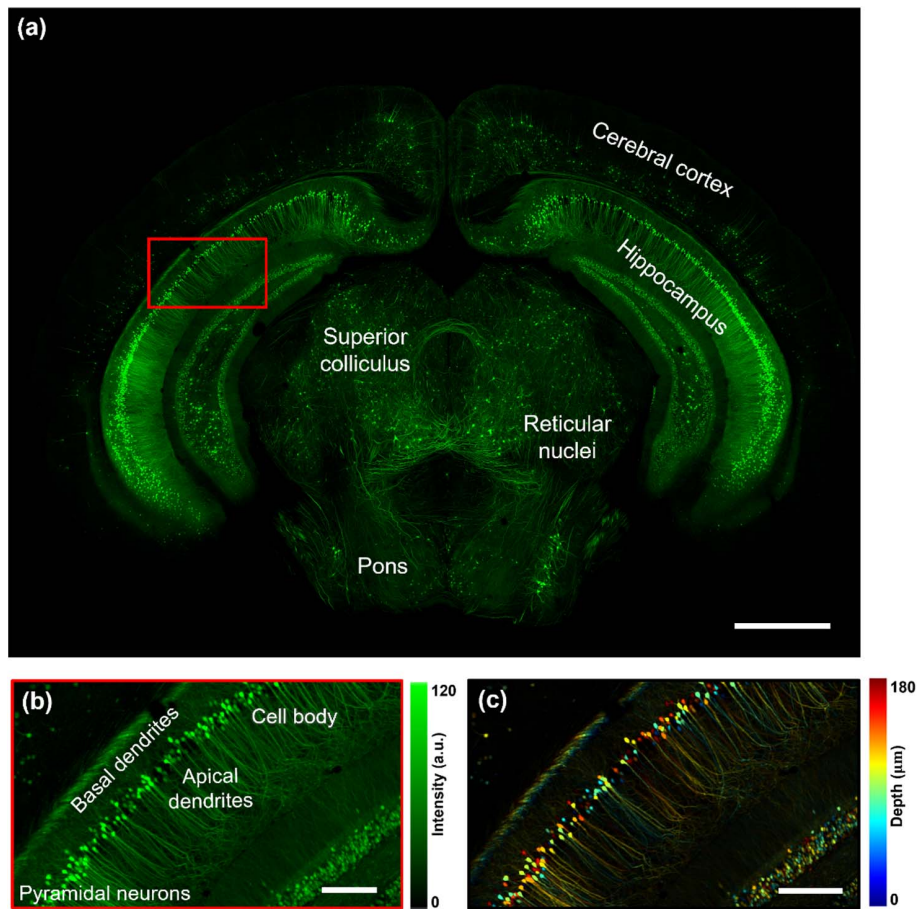 (a)
Cerebral cortex
Hippocampus
Superior
colliculus
Reticular
nuclei
Pons
(b)
Cell body
Basal dendrites
Apical
dendrites
Pyramidal neurons
120
Intensity (a.u.)
0
(c)
180
Depth (μm)
0